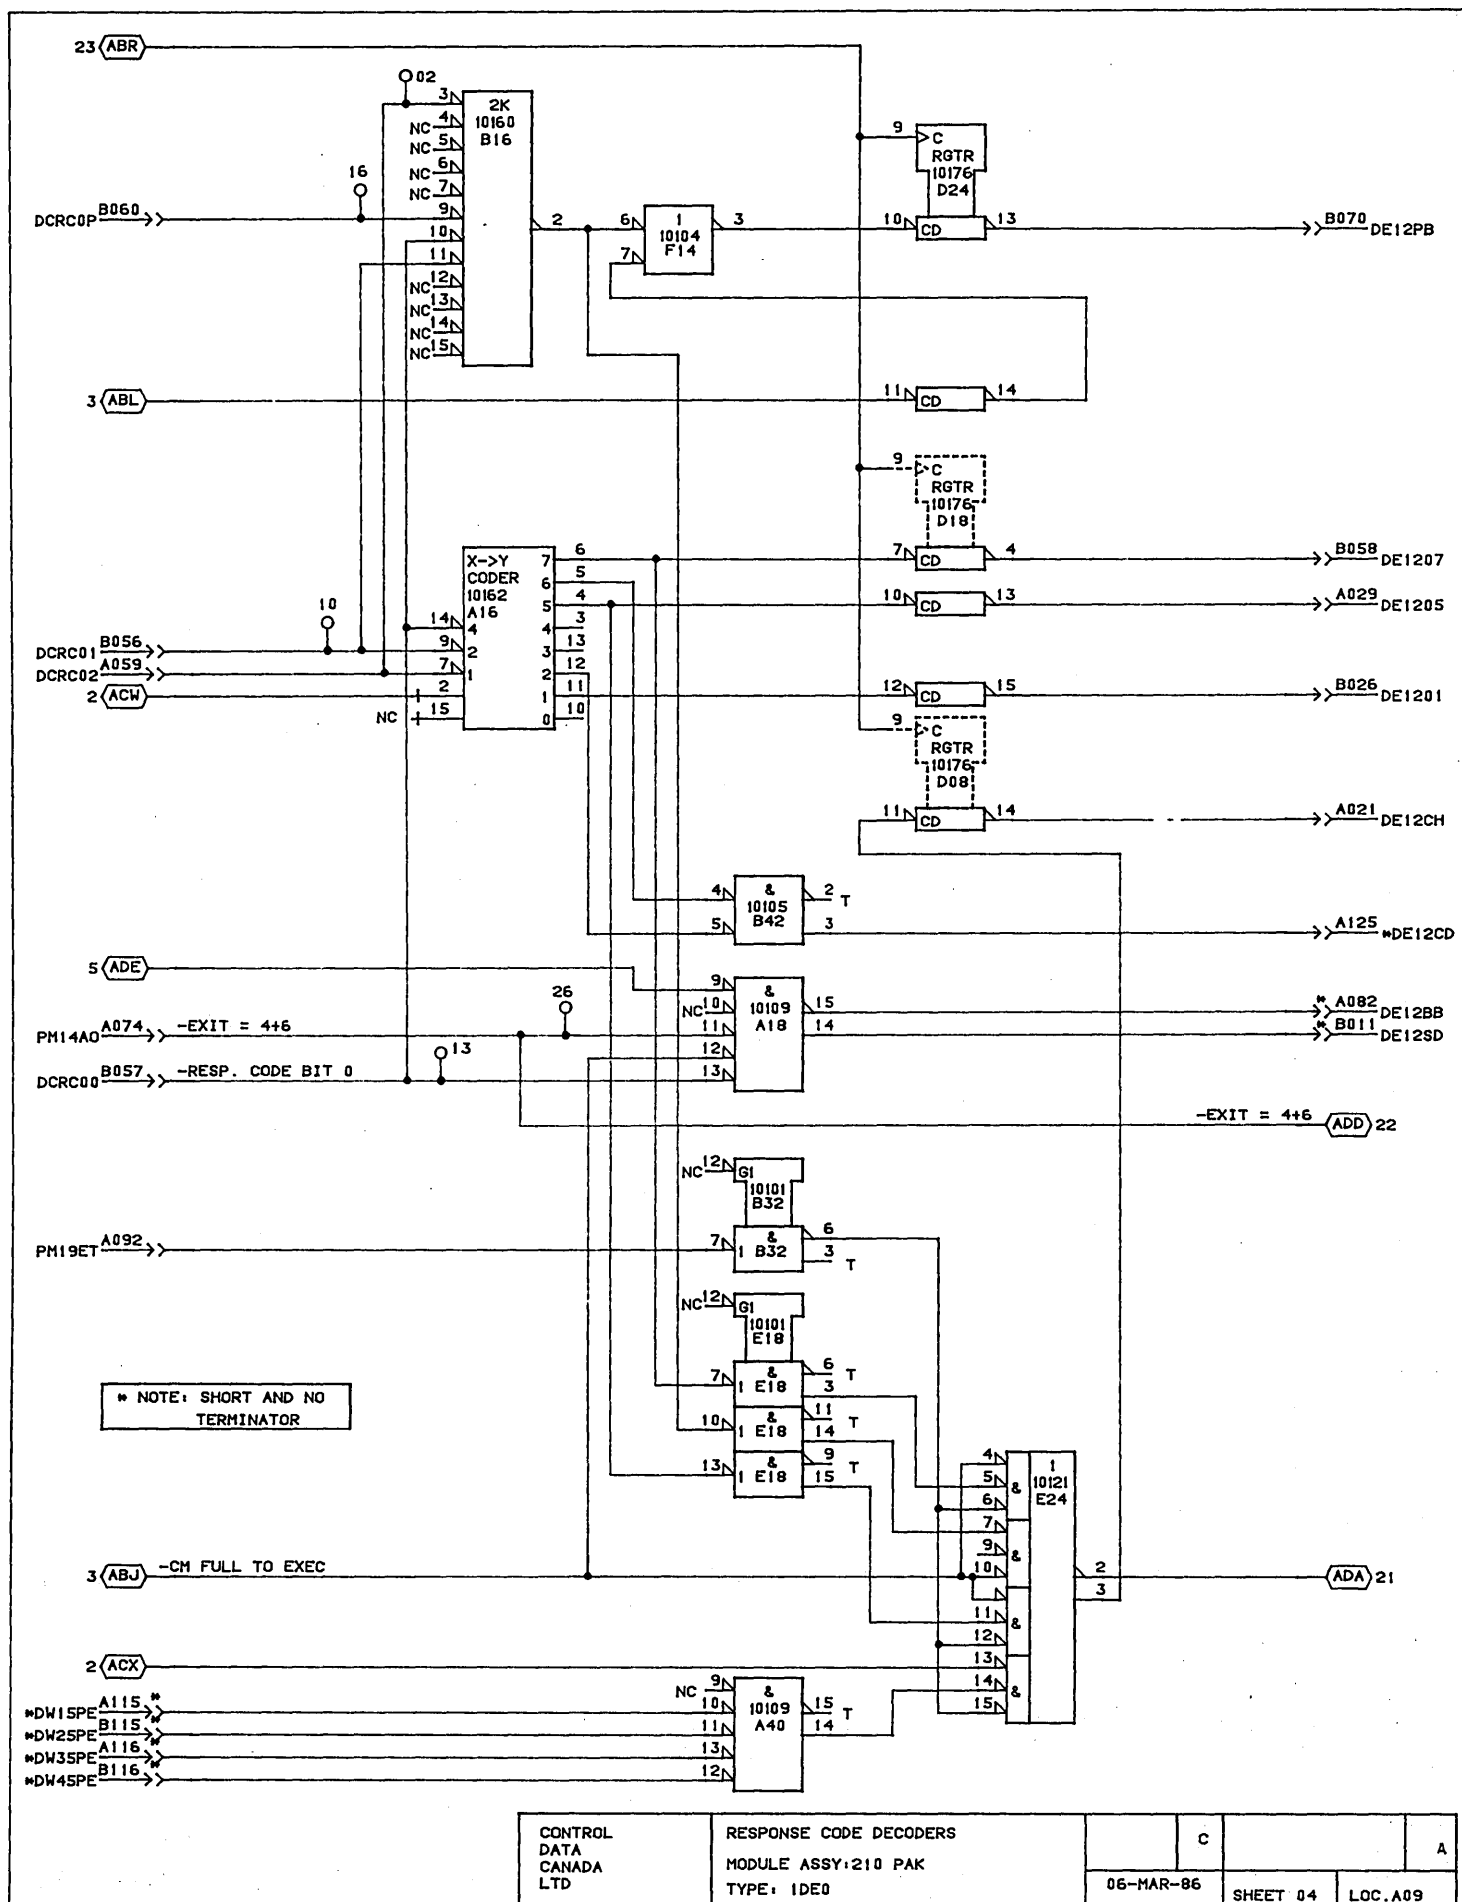 23 ABR
02
3 2K
4 10160
NC B16
5
NC
6
NC
7
NC
16
9
10
11
12
NC
13
NC
14
NC
15
NC
2
DCRC0P B060
6 1 3
10104
7 F14
9 C
RGTR
10176
D24
10 CD 13
B070 DE12PB
3 ABL
11 CD 14
9 C
RGTR
10176
D18
7 CD 4
B058 DE1207
10 CD 13
A029 DE1205
12 CD 15
B026 DE1201
X->Y 7 6
CODER 6 5
10162 5 4
A16 4 3
14 4 3 13
9 2 2 12
7 1 1 11
2
15 0 10
NC
10
DCRC01 B056
DCRC02 A059
2 ACW
9 C
RGTR
10176
D08
11 CD 14
A021 DE12CH
4 & 2 T
10105
5 B42 3
A125 *DE12CD
5 ADE
26
9 &
NC 10 10109 15
11 A18 14
12
13
* A082 DE12BB
* B011 DE12SD
PM14AO A074 -EXIT = 4+6
13
DCRC00 B057 -RESP. CODE BIT 0
-EXIT = 4+6 ADD 22
NC 12 G1
10101
B32
PM19ET A092
7 1 & B32 6
3 T
NC 12 G1
10101
E18
7 1 & E18 6 T
3
10 1 & E18 11 T
14
13 1 & E18 9 T
15
* NOTE: SHORT AND NO
TERMINATOR
4 1
5 & 10121
6 E24
7
9 &
10
11 &
12
13
14 &
15
2
3
3 ABJ -CM FULL TO EXEC
ADA 21
2 ACX
NC 9 &
10 10109 15 T
11 A40 14
13
12
*DW15PE A115 *
*DW25PE B115 *
*DW35PE A116 *
*DW45PE B116 *
CONTROL
DATA
CANADA
LTD
RESPONSE CODE DECODERS
MODULE ASSY:210 PAK
TYPE: 1DE0
C
A
06-MAR-86
SHEET 04
LOC.A09